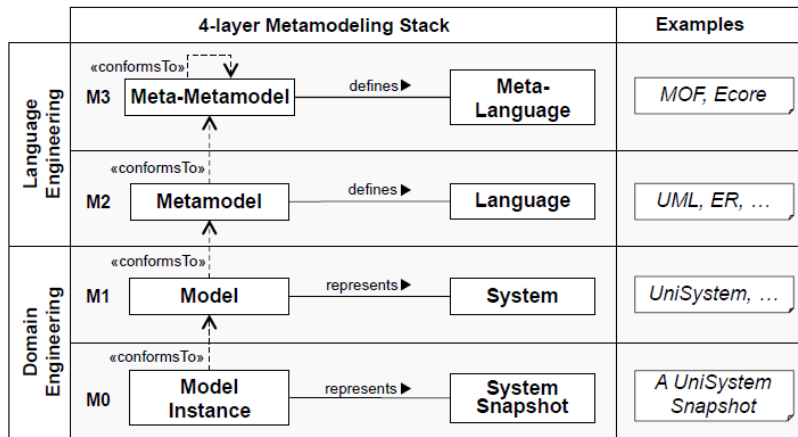 4-layer Metamodeling Stack
Examples
Language
Engineering
«conformsTo»
M3
Meta-Metamodel
defines▶
Meta-
Language
MOF, Ecore
«conformsTo»
M2
Metamodel
defines▶
Language
UML, ER, …
Domain
Engineering
«conformsTo»
M1
Model
represents▶
System
UniSystem, …
«conformsTo»
M0
Model
Instance
represents▶
System
Snapshot
A UniSystem
Snapshot